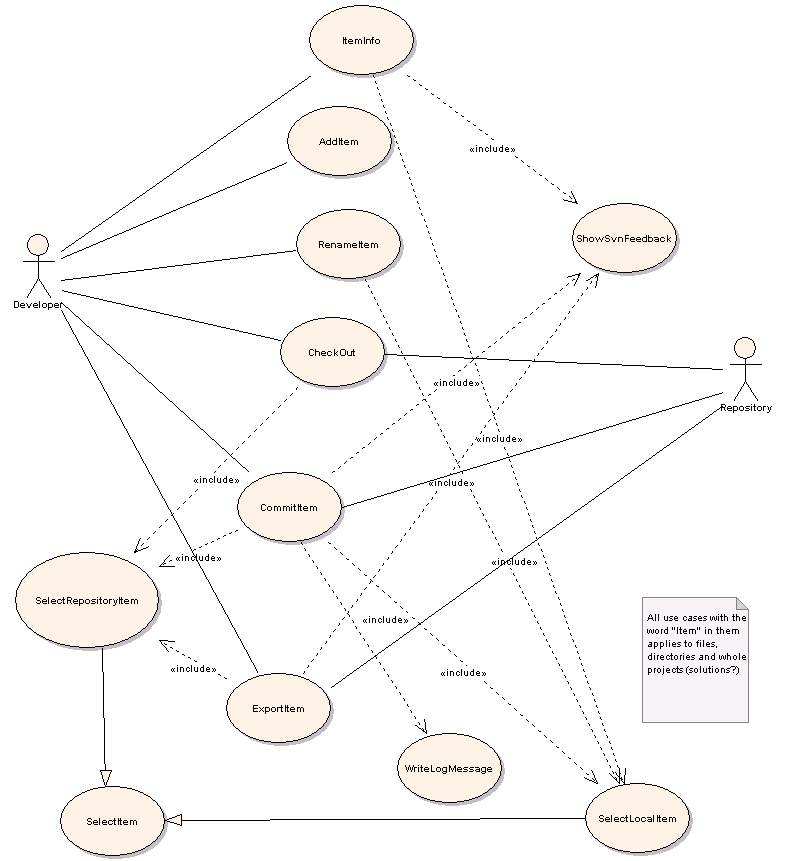 ItemInfo
AddItem
«include»
RenameItem
ShowSvnFeedback
Developer
CheckOut
«include»
Repository
«include»
«include»
«include»
CommitItem
«include»
«include»
SelectRepositoryItem
All use cases with the
word "Item" in them
applies to files,
directories and whole
projects (solutions?)
«include»
«include»
«include»
ExportItem
WriteLogMessage
SelectItem
SelectLocalItem